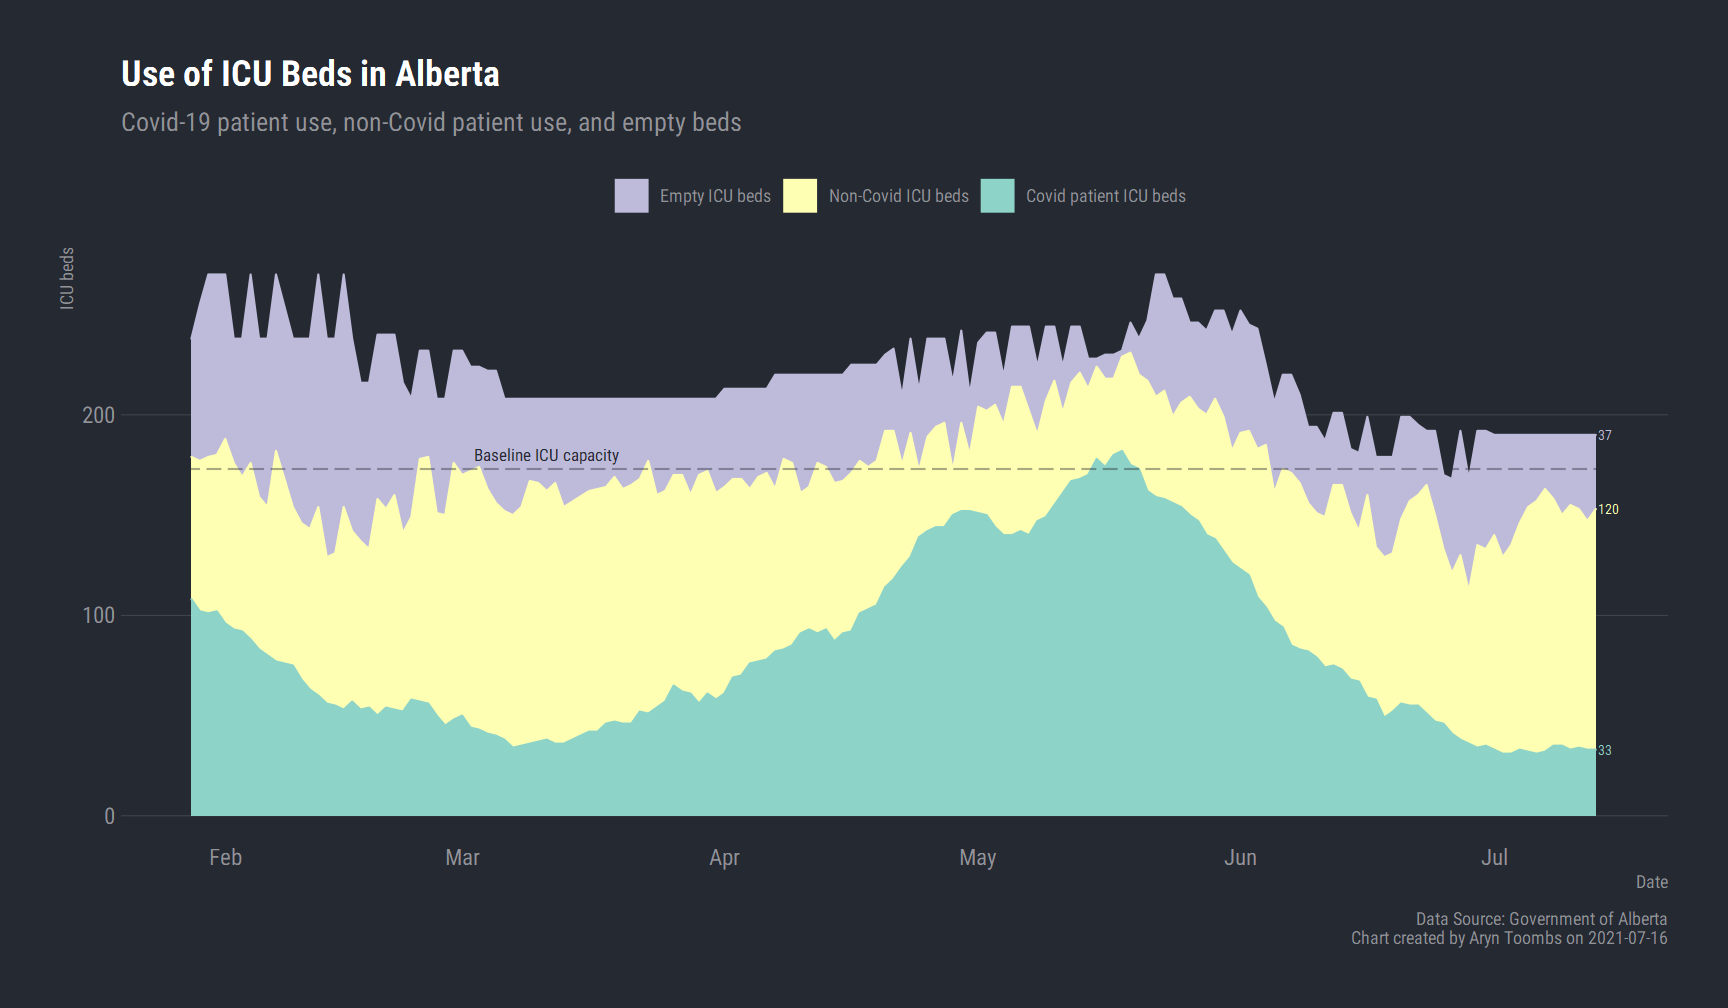 Use of ICU Beds in Alberta
Covid-19 patient use, non-Covid patient use, and empty beds
Empty ICU beds Non-Covid ICU beds Covid patient ICU beds
ICU beds
200
37
Baseline ICU capacity
120
100
33
0
Feb Mar Apr May Jun Jul
Date
Data Source: Government of Alberta
Chart created by Aryn Toombs on 2021-07-16